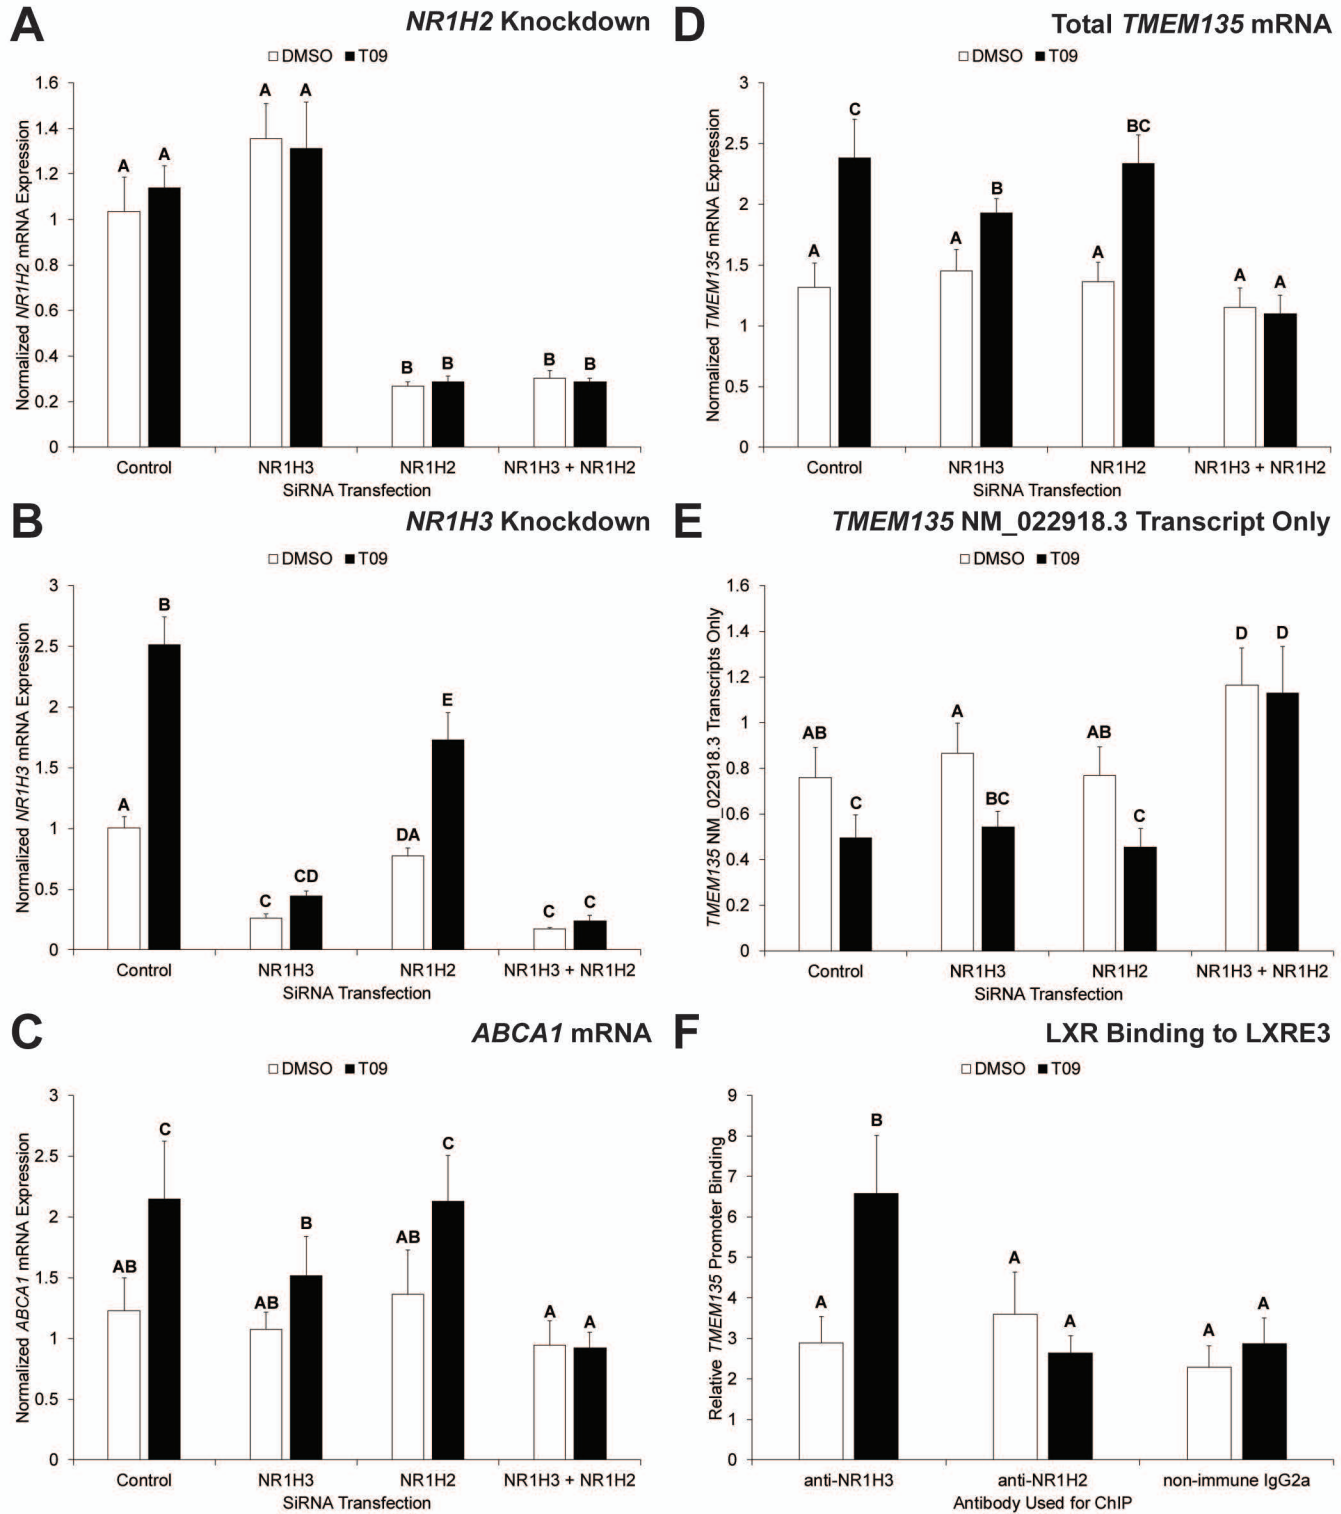 A
NR1H2 Knockdown
DMSO T09
Normalized NR1H2 mRNA Expression
1.6
1.4
1.2
1
0.8
0.6
0.4
0.2
0
A A A A B B B B
Control NR1H3 NR1H2 NR1H3 + NR1H2
SiRNA Transfection
B
NR1H3 Knockdown
DMSO T09
Normalized NR1H3 mRNA Expression
3
2.5
2
1.5
1
0.5
0
A B C CD DA E C C
Control NR1H3 NR1H2 NR1H3 + NR1H2
SiRNA Transfection
C
ABCA1 mRNA
DMSO T09
Normalized ABCA1 mRNA Expression
3
2.5
2
1.5
1
0.5
0
AB C AB B AB C A A
Control NR1H3 NR1H2 NR1H3 + NR1H2
SiRNA Transfection
D
Total TMEM135 mRNA
DMSO T09
Normalized TMEM135 mRNA Expression
3
2.5
2
1.5
1
0.5
0
A C A B A BC A A
Control NR1H3 NR1H2 NR1H3 + NR1H2
SiRNA Transfection
E
TMEM135 NM_022918.3 Transcript Only
DMSO T09
TMEM135 NM_022918.3 Transcripts Only
1.6
1.4
1.2
1
0.8
0.6
0.4
0.2
0
AB C A BC AB C D D
Control NR1H3 NR1H2 NR1H3 + NR1H2
SiRNA Transfection
F
LXR Binding to LXRE3
DMSO T09
Relative TMEM135 Promoter Binding
9
8
7
6
5
4
3
2
1
0
A B A A A A
anti-NR1H3 anti-NR1H2 non-immune IgG2a
Antibody Used for ChIP